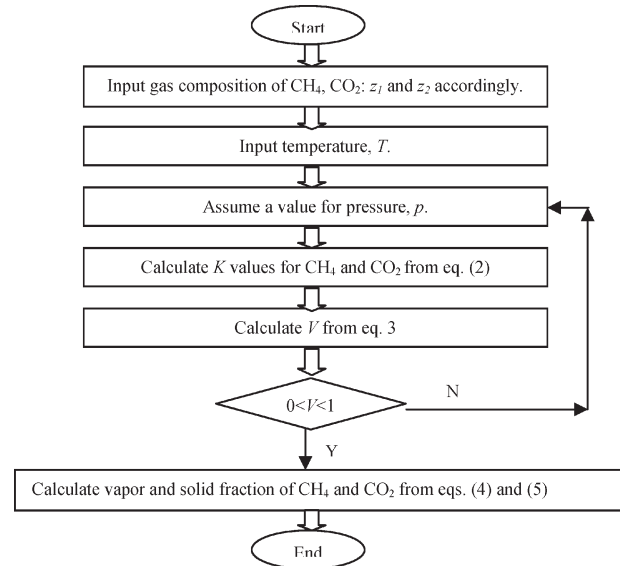 Start
Input gas composition of CH₄, CO₂: z₁ and z₂ accordingly.
Input temperature, T.
Assume a value for pressure, p.
Calculate K values for CH₄ and CO₂ from eq. (2)
Calculate V from eq. 3
0<V<1
N
Y
Calculate vapor and solid fraction of CH₄ and CO₂ from eqs. (4) and (5)
End